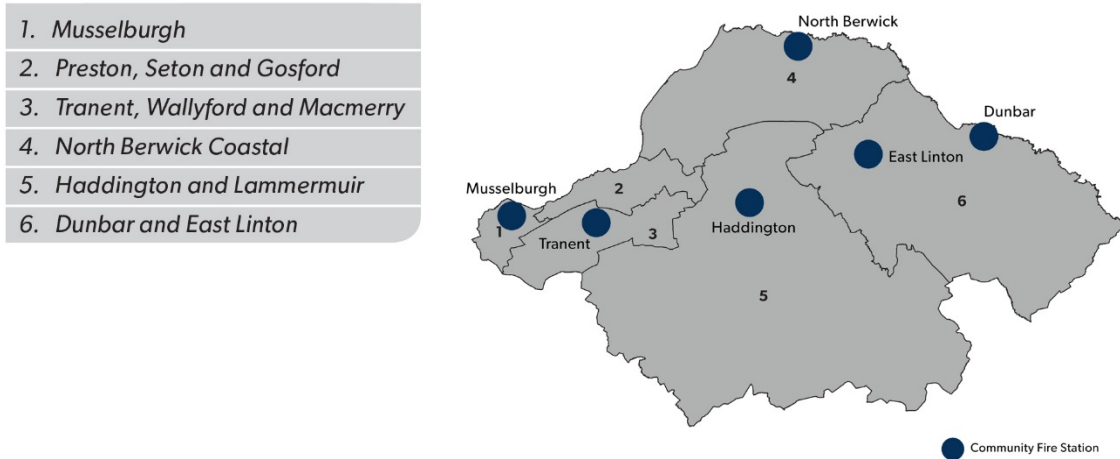 1. Musselburgh
2. Preston, Seton and Gosford
3. Tranent, Wallyford and Macmerry
4. North Berwick Coastal
5. Haddington and Lammermuir
6. Dunbar and East Linton
North Berwick
4
Dunbar
East Linton
Musselburgh
2
6
1
Tranent
3
Haddington
5
Community Fire Station